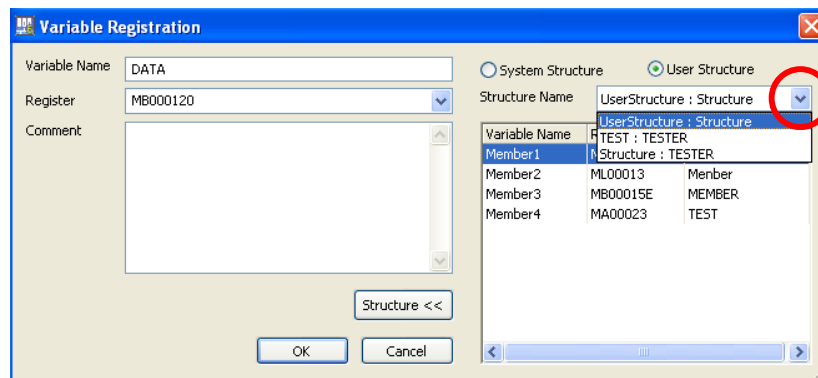 Variable Registration
Variable Name DATA
Register MB000120
Comment
Structure <<
OK Cancel
System Structure User Structure
Structure Name UserStructure : Structure
UserStructure : Structure
TEST : TESTER
Structure : TESTER
Variable Name
Member1
Member2 ML00013 Menber
Member3 MB00015E MEMBER
Member4 MA00023 TEST